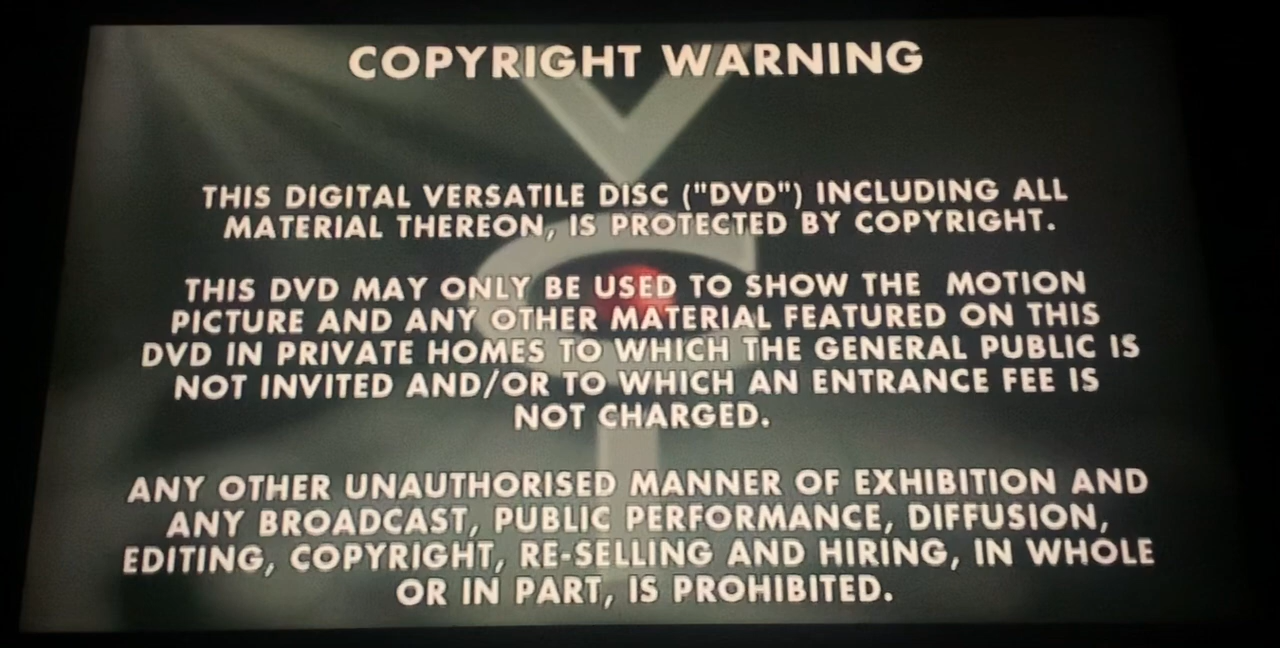 COPYRIGHT WARNING
THIS DIGITAL VERSATILE DISC ("DVD") INCLUDING ALL
MATERIAL THEREON, IS PROTECTED BY COPYRIGHT.
THIS DVD MAY ONLY BE USED TO SHOW THE MOTION
PICTURE AND ANY OTHER MATERIAL FEATURED ON THIS
DVD IN PRIVATE HOMES TO WHICH THE GENERAL PUBLIC IS
NOT INVITED AND/OR TO WHICH AN ENTRANCE FEE IS
NOT CHARGED.
ANY OTHER UNAUTHORISED MANNER OF EXHIBITION AND
ANY BROADCAST, PUBLIC PERFORMANCE, DIFFUSION,
EDITING, COPYRIGHT, RE-SELLING AND HIRING, IN WHOLE
OR IN PART, IS PROHIBITED.